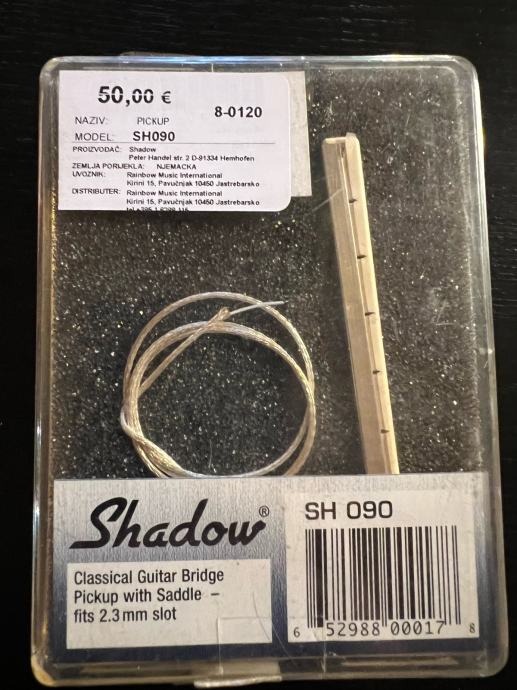 50,00 €
8-0120
NAZIV: PICKUP
MODEL: SH090
PROIZVOĐAČ: Shadow
Peter Handel str. 2 D-91334 Hemhofen
ZEMLJA PORIJEKLA: NJEMACKA
UVOZNIK: Rainbow Music International
Kirini 15, Pavučnjak 10450 Jastrebarsko
DISTRIBUTER: Rainbow Music International
Kirini 15, Pavučnjak 10450 Jastrebarsko
Shadow®
Classical Guitar Bridge
Pickup with Saddle –
fits 2.3 mm slot
SH 090
6 52988 00017 8